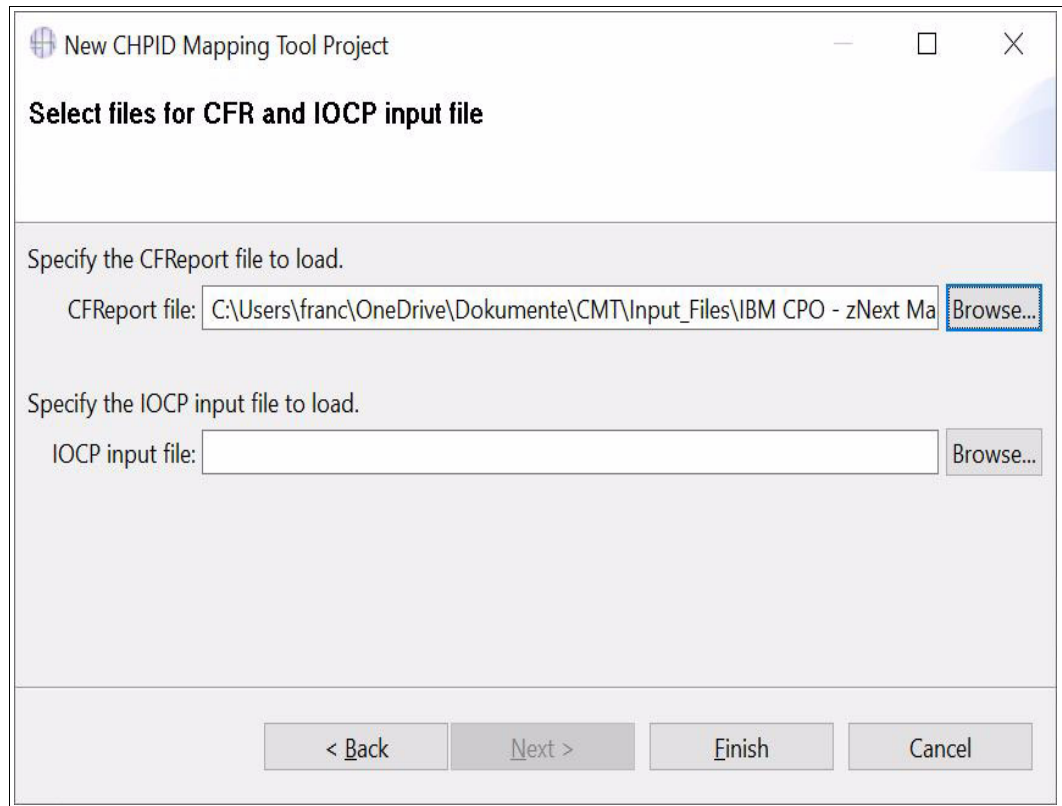 New CHPID Mapping Tool Project
Select files for CFR and IOCP input file
Specify the CFReport file to load.
CFReport file: C:\Users\franc\OneDrive\Dokumente\CMT\Input_Files\IBM CPO - zNext Ma Browse...
Specify the IOCP input file to load.
IOCP input file: Browse...
< Back Next > Finish Cancel